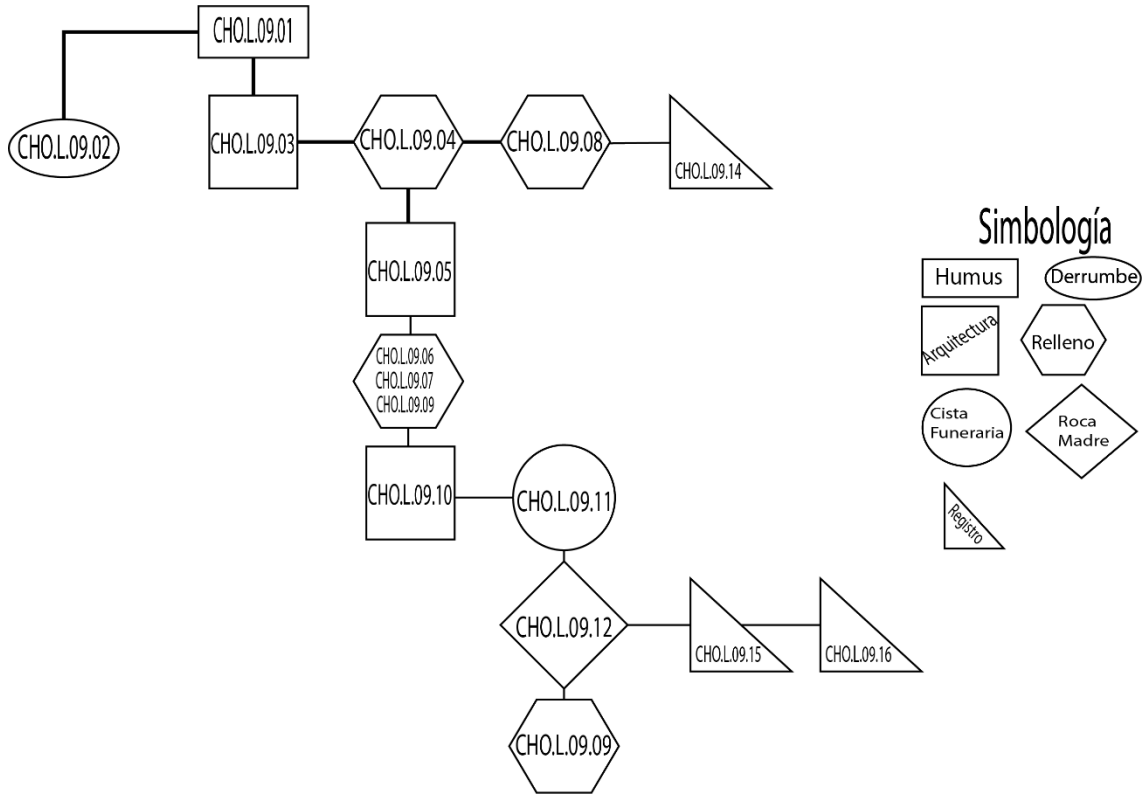 CHO.L.09.01
CHO.L.09.02
CHO.L.09.03
CHO.L.09.04
CHO.L.09.08
CHO.L.09.14
CHO.L.09.05
CHO.L.09.06
CHO.L.09.07
CHO.L.09.09
CHO.L.09.10
CHO.L.09.11
CHO.L.09.12
CHO.L.09.15
CHO.L.09.16
CHO.L.09.09
Simbología
Humus
Derrumbe
Arquitectura
Relleno
Cista
Funeraria
Roca
Madre
Registro